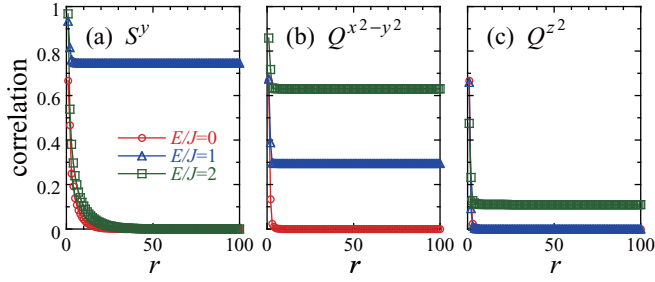 (a) S^y
(b) Q^{x^2−y^2}
(c) Q^{z^2}
correlation
1
0.8
0.6
0.4
0.2
0
E/J=0
E/J=1
E/J=2
0 50 100
0 50 100
0 50 100
r
r
r